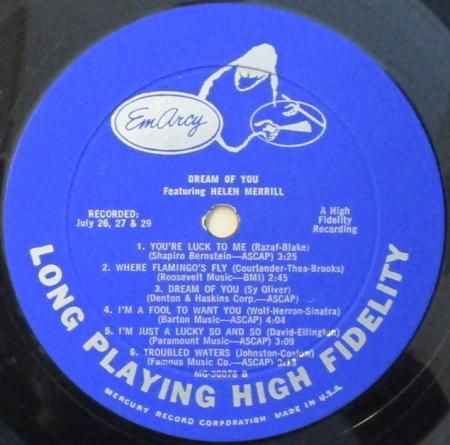 EmArcy
DREAM OF YOU
Featuring HELEN MERRILL
RECORDED:
July 26, 27 & 29
A High
Fidelity
Recording
1. YOU'RE LUCK TO ME (Razaf-Blake)
(Shapiro Bernstein—ASCAP) 3:25
2. WHERE FLAMINGO'S FLY (Courlander-Thea-Brooks)
(Roosevelt Music—BMI) 2:45
3. DREAM OF YOU (Sy Oliver)
(Denton & Haskins Corp.—ASCAP)
4. I'M A FOOL TO WANT YOU (Wolf-Herron-Sinatra)
(Barton Music—ASCAP) 4:04
5. I'M JUST A LUCKY SO AND SO (David-Ellington)
(Paramount Music—ASCAP) 3:09
6. TROUBLED WATERS (Johnston-Coslow)
(Famous Music Co.—ASCAP)
MG-36078 B
LONG PLAYING HIGH FIDELITY
MERCURY RECORD CORPORATION MADE IN U.S.A.